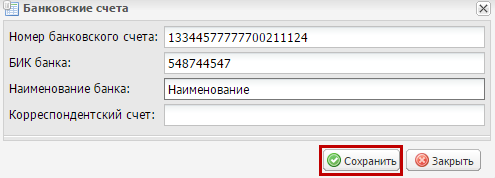 Банковские счета
Номер банковского счета: 13344577777700211124
БИК банка: 548744547
Наименование банка: Наименование
Корреспондентский счет:
Сохранить Закрыть